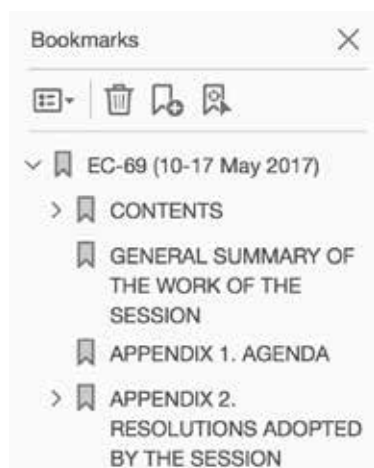 Bookmarks
EC-69 (10-17 May 2017)
CONTENTS
GENERAL SUMMARY OF
THE WORK OF THE
SESSION
APPENDIX 1. AGENDA
APPENDIX 2.
RESOLUTIONS ADOPTED
BY THE SESSION